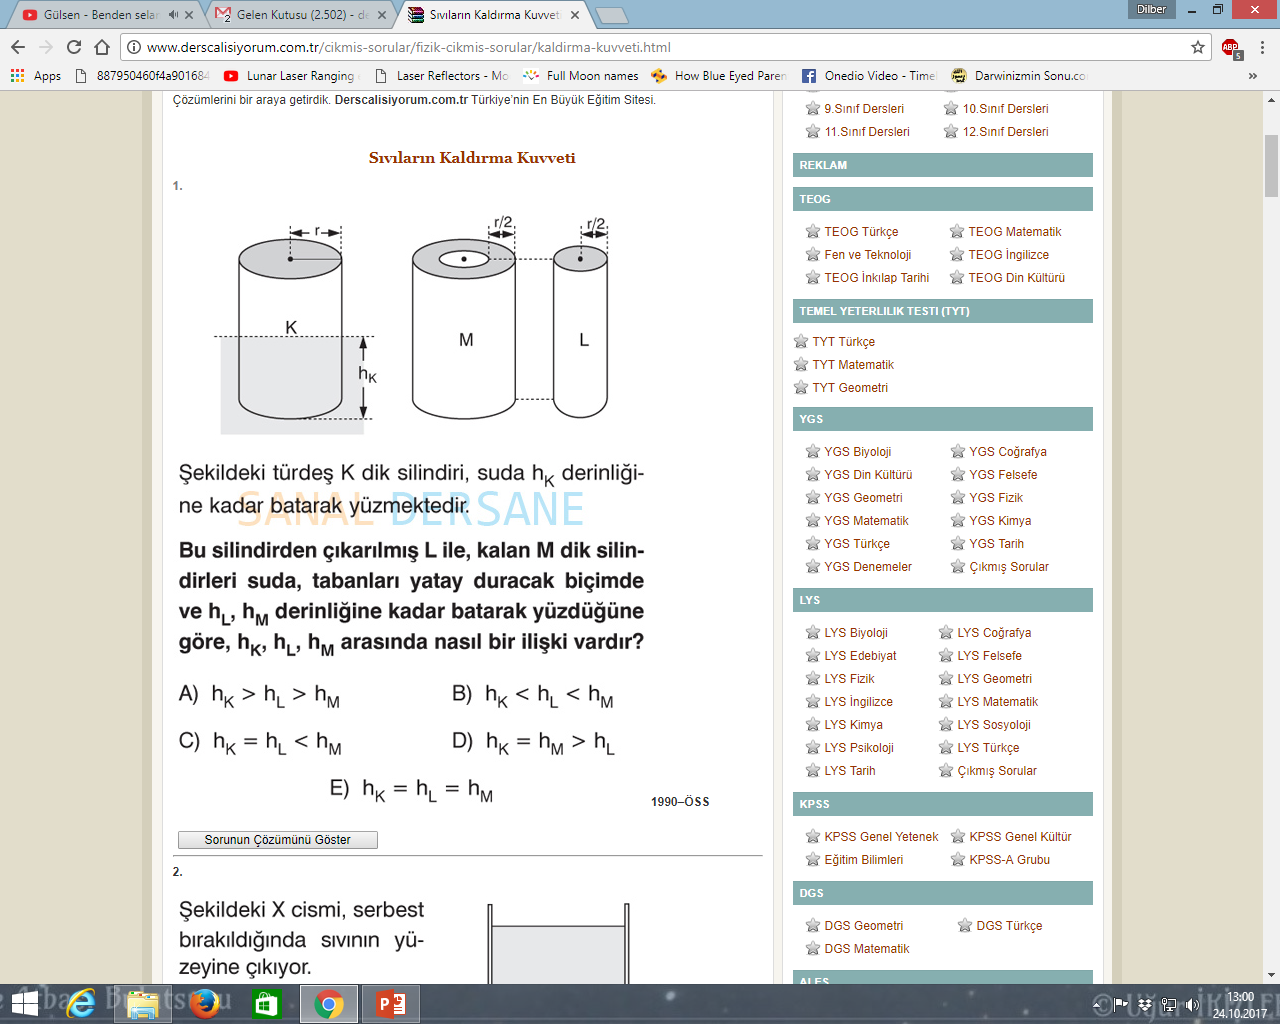 Gülsen - Benden selar
Gelen Kutusu (2.502) - de
Sıvıların Kaldırma Kuvveti
Dilber
www.derscalisiyorum.com.tr/cikmis-sorular/fizik-cikmis-sorular/kaldirma-kuvveti.html
ABP
5
Apps
887950460f4a901684
Lunar Laser Ranging
Laser Reflectors - Mo
Full Moon names
How Blue Eyed Paren
Onedio Video - Timel
Darwinizmin Sonu.co
»
Çözümlerini bir araya getirdik. Derscalisiyorum.com.tr Türkiye'nin En Büyük Eğitim Sitesi.
Sıvıların Kaldırma Kuvveti
1.
r
r/2
r/2
K
M
L
hK
Şekildeki türdeş K dik silindiri, suda hK derinliği-
ne kadar batarak yüzmektedir.
SANAL DERSANE
Bu silindirden çıkarılmış L ile, kalan M dik silin-
dirleri suda, tabanları yatay duracak biçimde
ve hL, hM derinliğine kadar batarak yüzdüğüne
göre, hK, hL, hM arasında nasıl bir ilişki vardır?
A) hK > hL > hM
B) hK < hL < hM
C) hK = hL < hM
D) hK = hM > hL
E) hK = hL = hM
1990–ÖSS
Sorunun Çözümünü Göster
2.
Şekildeki X cismi, serbest
bırakıldığında sıvının yü-
zeyine çıkıyor.
9.Sınıf Dersleri
10.Sınıf Dersleri
11.Sınıf Dersleri
12.Sınıf Dersleri
REKLAM
TEOG
TEOG Türkçe
TEOG Matematik
Fen ve Teknoloji
TEOG İngilizce
TEOG İnkılap Tarihi
TEOG Din Kültürü
TEMEL YETERLILIK TESTI (TYT)
TYT Türkçe
TYT Matematik
TYT Geometri
YGS
YGS Biyoloji
YGS Coğrafya
YGS Din Kültürü
YGS Felsefe
YGS Geometri
YGS Fizik
YGS Matematik
YGS Kimya
YGS Türkçe
YGS Tarih
YGS Denemeler
Çıkmış Sorular
LYS
LYS Biyoloji
LYS Coğrafya
LYS Edebiyat
LYS Felsefe
LYS Fizik
LYS Geometri
LYS İngilizce
LYS Matematik
LYS Kimya
LYS Sosyoloji
LYS Psikoloji
LYS Türkçe
LYS Tarih
Çıkmış Sorular
KPSS
KPSS Genel Yetenek
KPSS Genel Kültür
Eğitim Bilimleri
KPSS-A Grubu
DGS
DGS Geometri
DGS Türkçe
DGS Matematik
ALES
13:00
24.10.2017